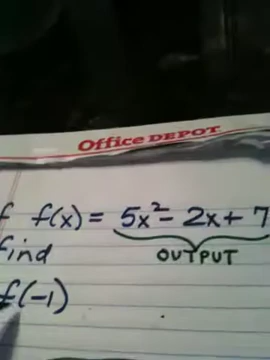 Office DEPOT
f f(x) = 5x² - 2x + 7
find
OUTPUT
f(-1)